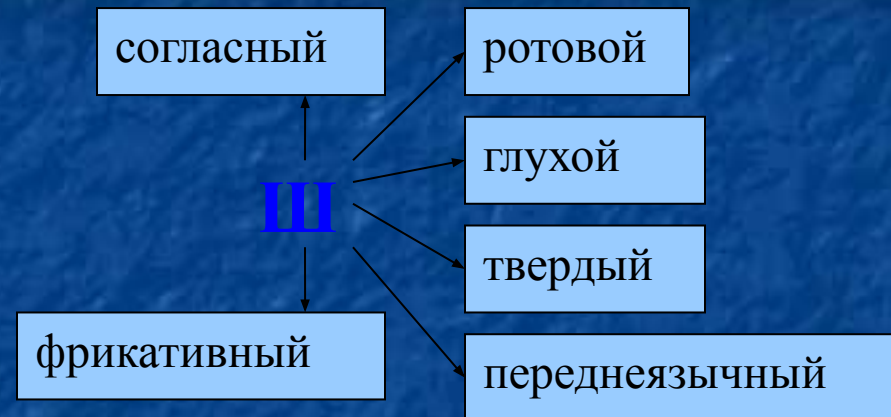 согласный
ротовой
глухой
Ш
твердый
фрикативный
переднеязычный